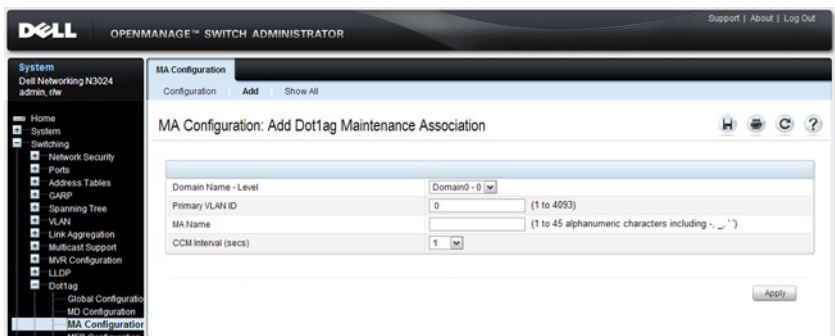 Support | About | Log Out
DELL OPENMANAGE™ SWITCH ADMINISTRATOR
System
Dell Networking N3024
admin, r/w
Home
System
Switching
Network Security
Ports
Address Tables
GARP
Spanning Tree
VLAN
Link Aggregation
Multicast Support
MVR Configuration
LLDP
Dot1ag
Global Configuratio
MD Configuration
MA Configuration
MA Configuration
Configuration Add Show All
MA Configuration: Add Dot1ag Maintenance Association
Domain Name - Level Domain0 - 0
Primary VLAN ID 0 (1 to 4093)
MA Name (1 to 45 alphanumeric characters including -, _, ' ')
CCM Interval (secs) 1
Apply